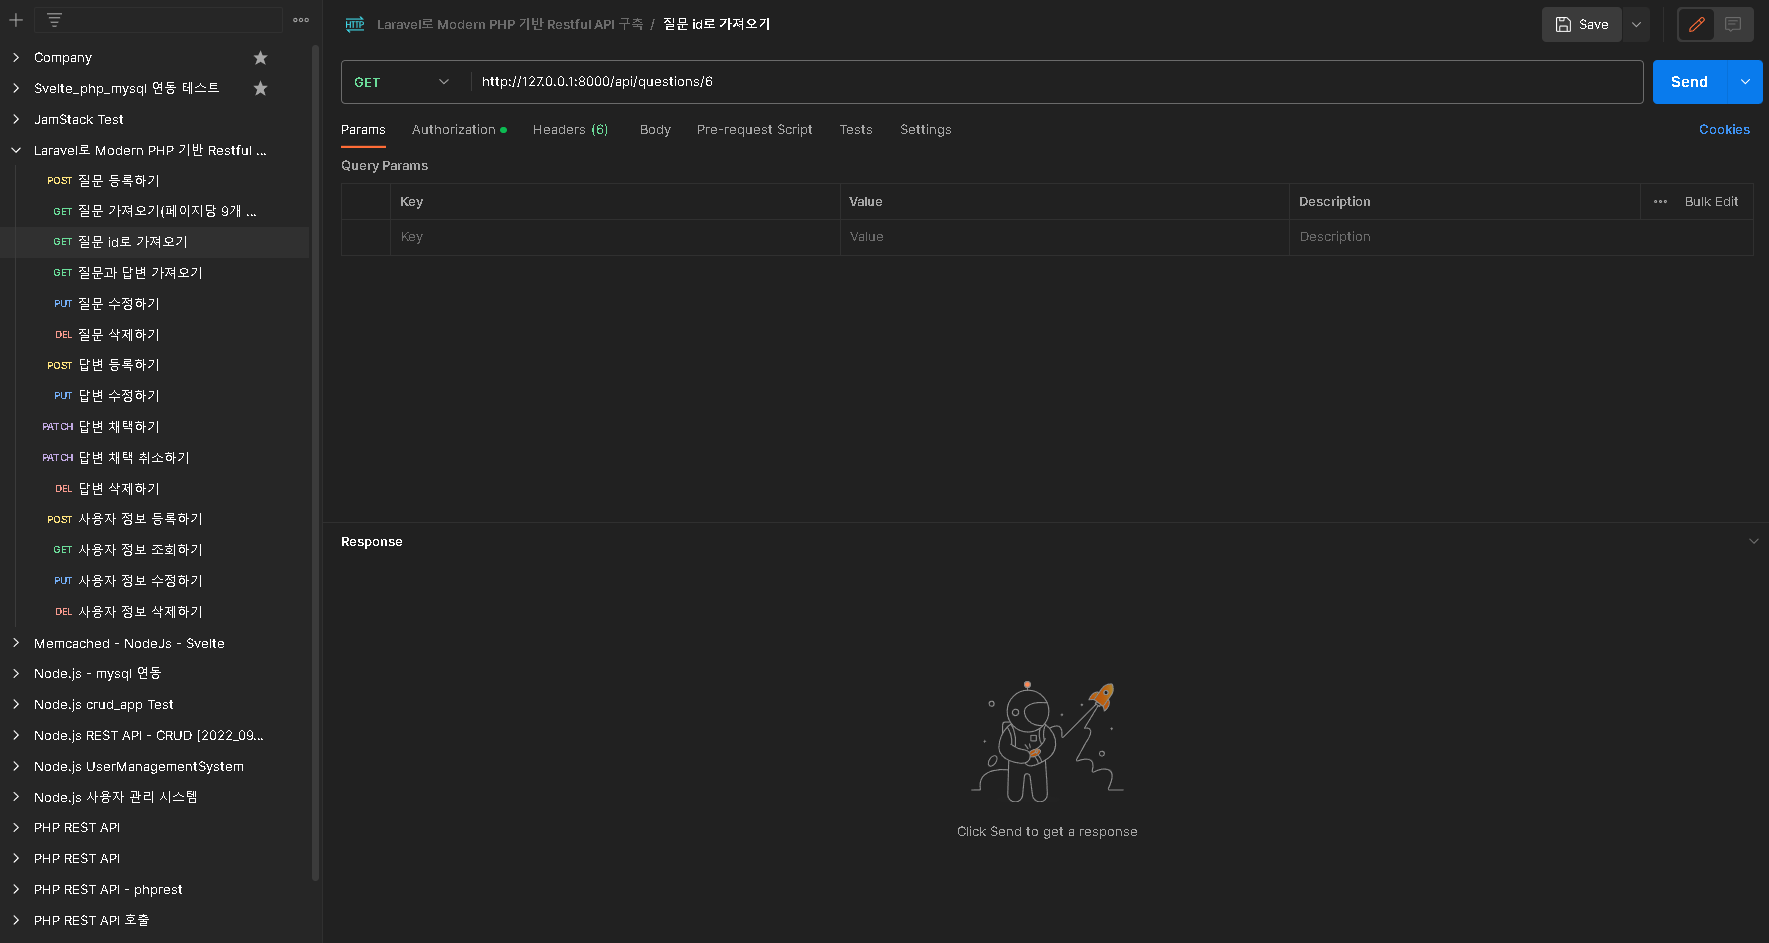 Company
Svelte_php_mysql 연동 테스트
JamStack Test
Laravel로 Modern PHP 기반 Restful ...
POST 질문 등록하기
GET 질문 가져오기(페이지당 9개 ...
GET 질문 id로 가져오기
GET 질문과 답변 가져오기
PUT 질문 수정하기
DEL 질문 삭제하기
POST 답변 등록하기
PUT 답변 수정하기
PATCH 답변 채택하기
PATCH 답변 채택 취소하기
DEL 답변 삭제하기
POST 사용자 정보 등록하기
GET 사용자 정보 조회하기
PUT 사용자 정보 수정하기
DEL 사용자 정보 삭제하기
Memcached - NodeJs - Svelte
Node.js - mysql 연동
Node.js crud_app Test
Node.js REST API - CRUD [2022_09...
Node.js UserManagementSystem
Node.js 사용자 관리 시스템
PHP REST API
PHP REST API
PHP REST API - phprest
PHP REST API 호출
HTTP Laravel로 Modern PHP 기반 Restful API 구축 / 질문 id로 가져오기
Save
GET http://127.0.0.1:8000/api/questions/6
Send
Params Authorization Headers (6) Body Pre-request Script Tests Settings Cookies
Query Params
Key Value Description ••• Bulk Edit
Key Value Description
Response
Click Send to get a response